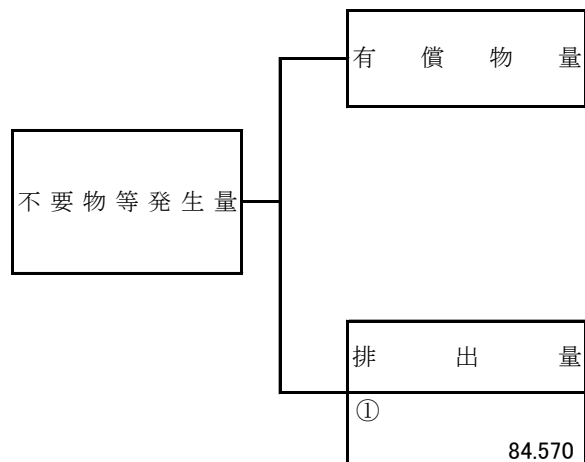 有償物量
不要物等発生量
排出量
①
84.570